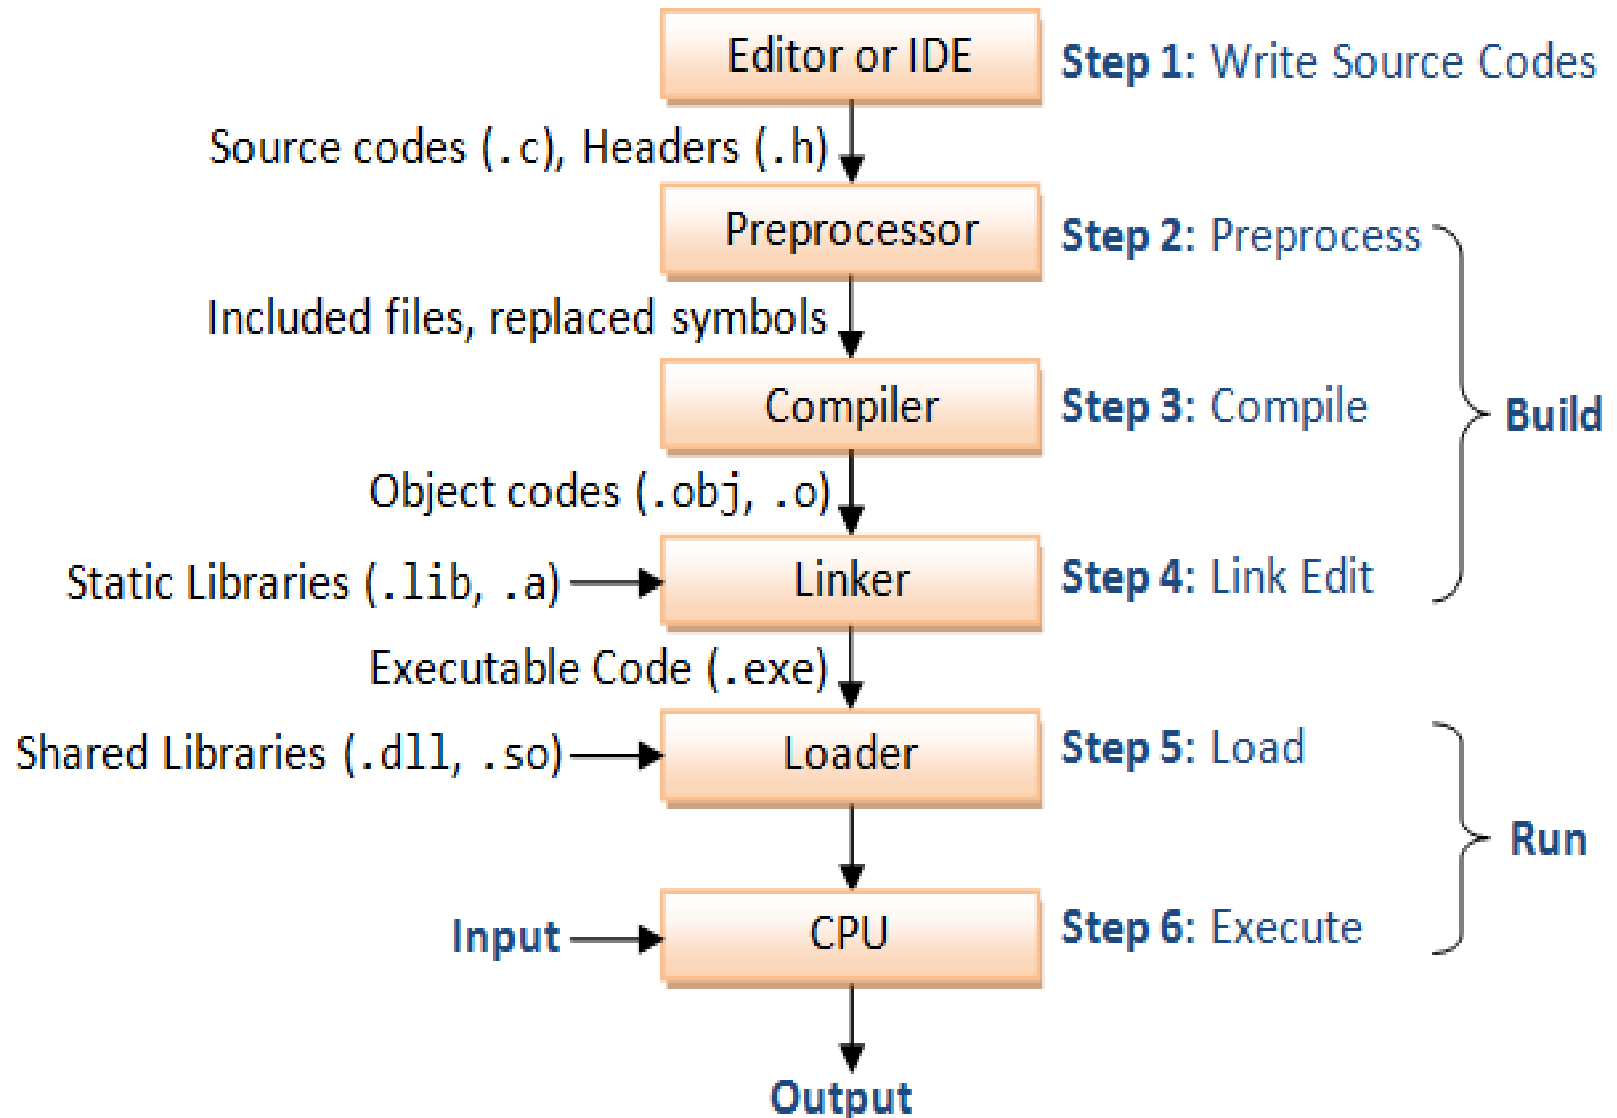 Editor or IDE
Step 1: Write Source Codes
Source codes (.c), Headers (.h)
Preprocessor
Step 2: Preprocess
Included files, replaced symbols
Compiler
Step 3: Compile
Build
Object codes (.obj, .o)
Static Libraries (.lib, .a)
Linker
Step 4: Link Edit
Executable Code (.exe)
Shared Libraries (.dll, .so)
Loader
Step 5: Load
Run
Input
CPU
Step 6: Execute
Output